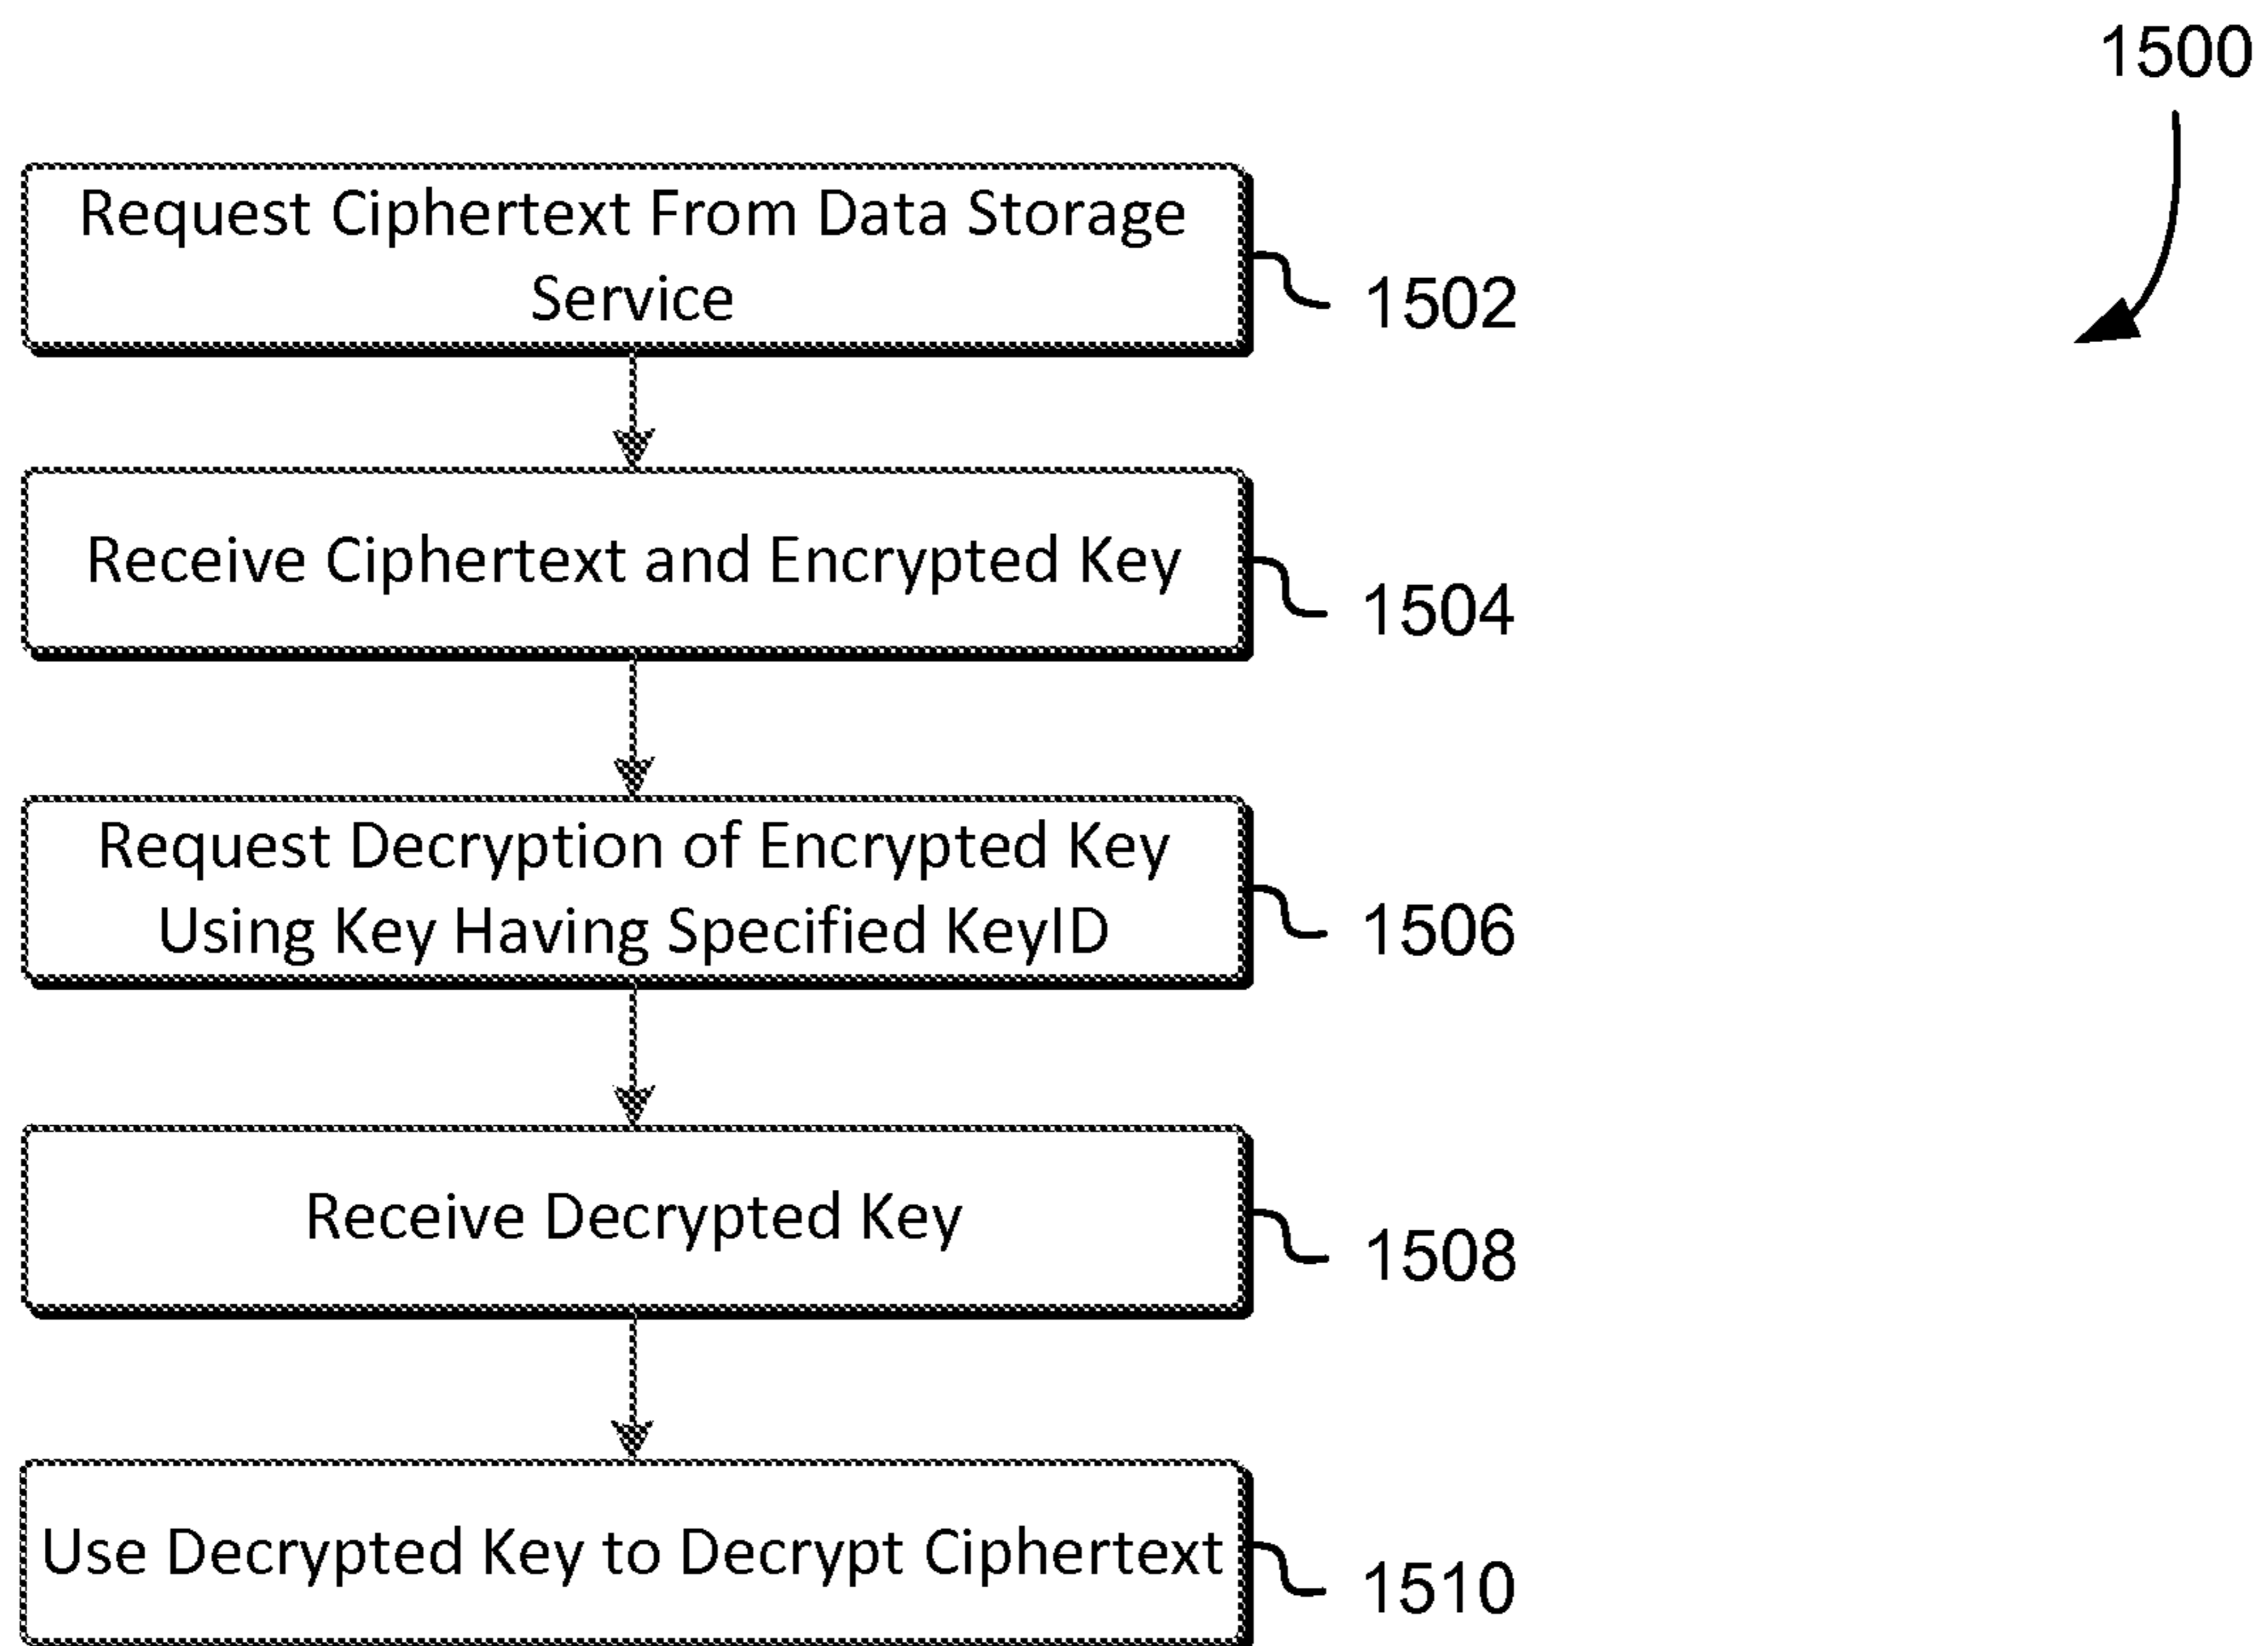 1500
Request Ciphertext From Data Storage
Service
1502
Receive Ciphertext and Encrypted Key
1504
Request Decryption of Encrypted Key
Using Key Having Specified KeyID
1506
Receive Decrypted Key
1508
Use Decrypted Key to Decrypt Ciphertext
1510